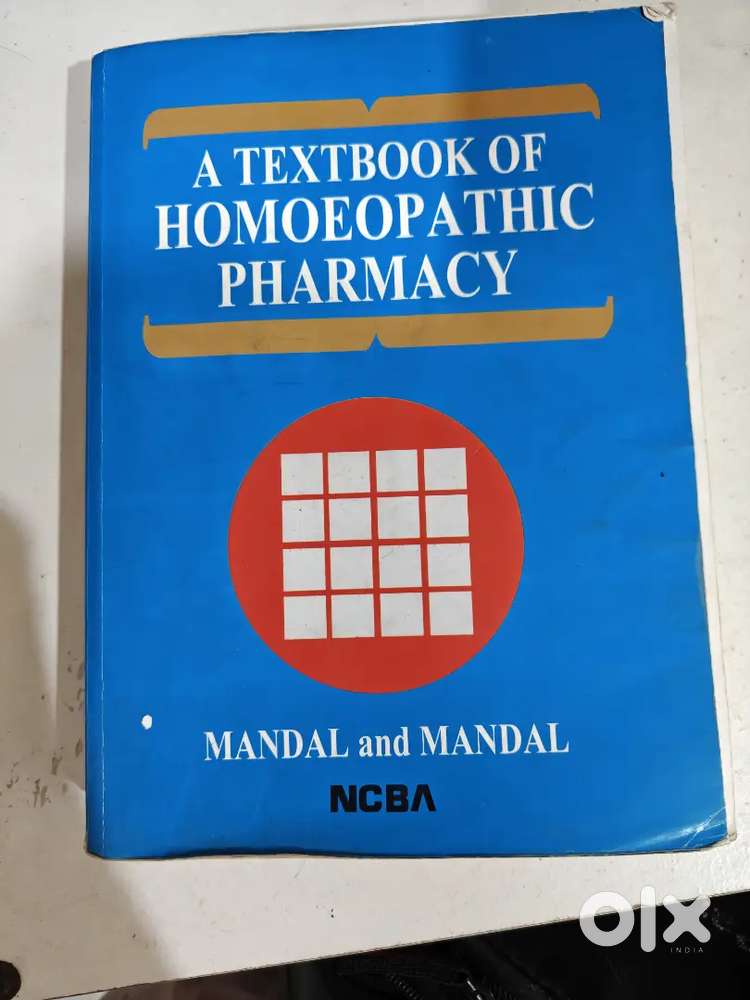 A TEXTBOOK OF
HOMOEOPATHIC
PHARMACY
MANDAL and MANDAL
NCBA
olx
INDIA